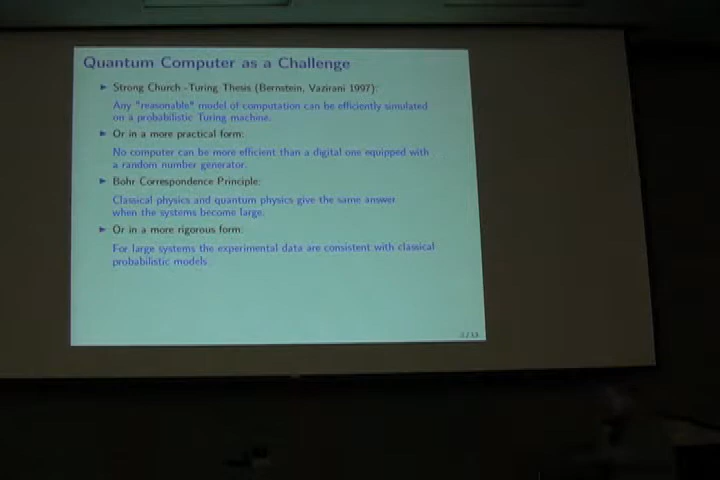 Quantum Computer as a Challenge
Strong Church - Turing Thesis (Bernstein, Vazirani 1997):
Any "reasonable" model of computation can be efficiently simulated
on a probabilistic Turing machine.
Or in a more practical form:
No computer can be more efficient than a digital one equipped with
a random number generator.
Bohr Correspondence Principle:
Classical physics and quantum physics give the same answer
when the systems become large.
Or in a more rigorous form:
For large systems the experimental data are consistent with classical
probabilistic models